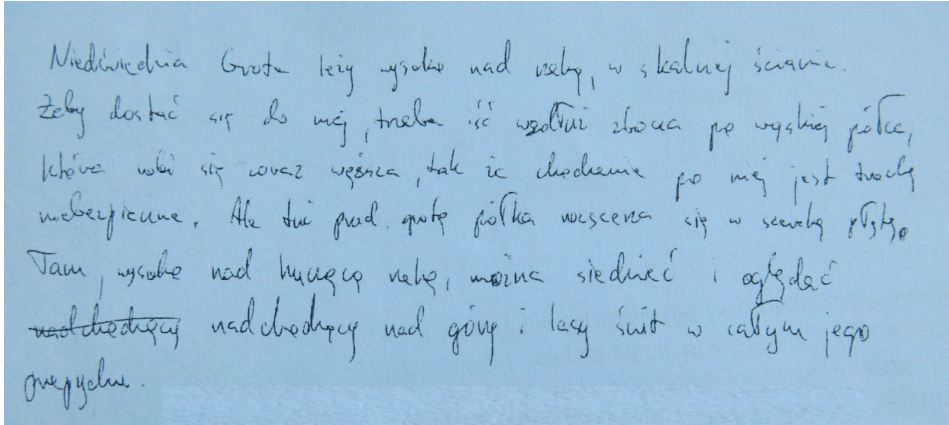 Niedźwiedzia Grota leży wysoko nad rzeką, w skalnej ścianie.
Żeby dostać się do niej, trzeba iść wzdłuż zbocza po wąskiej półce,
która robi się coraz węższa, tak że chodzenie po niej jest trochę
niebezpieczne. Ale tuż przed grotą półka rozszerza się w szeroką płytę.
Tam, wysoko nad huczącą rzeką, można siedzieć i oglądać
nadchodzący nad góry i lasy świt w całym jego
przepychu.